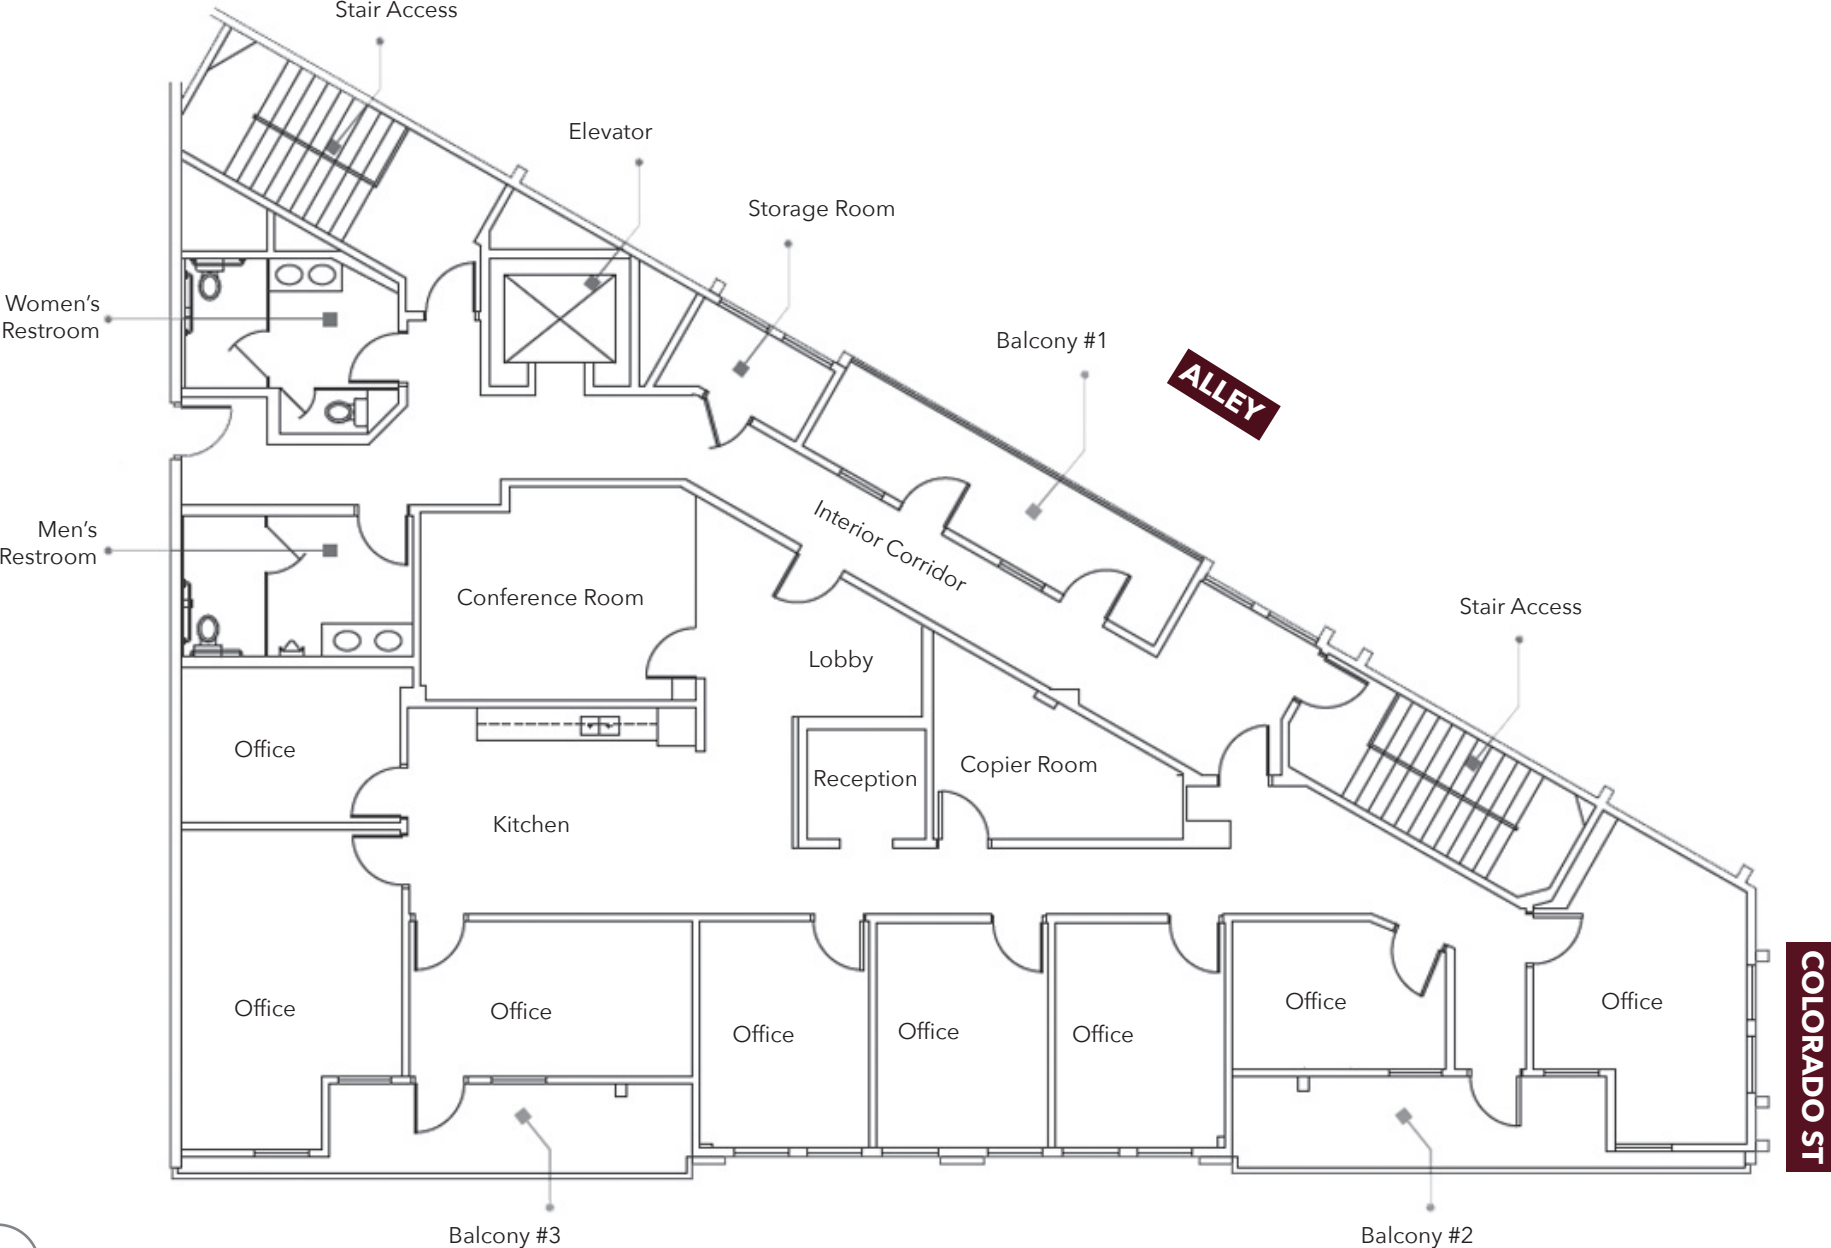 Stair Access
Elevator
Storage Room
Women's
Restroom
Balcony #1
ALLEY
Men's
Restroom
Interior Corridor
Conference Room
Stair Access
Lobby
Office
Reception
Copier Room
Kitchen
Office
Office
Office
Office
Office
Office
Office
COLORADO ST
Balcony #3
Balcony #2